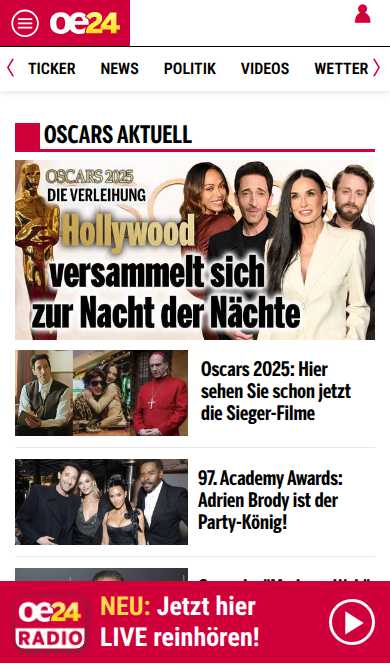 oe24
TICKER NEWS POLITIK VIDEOS WETTER
OSCARS AKTUELL
OSCARS 2025
DIE VERLEIHUNG
Hollywood
versammelt sich
zur Nacht der Nächte
Oscars 2025: Hier
sehen Sie schon jetzt
die Sieger-Filme
97. Academy Awards:
Adrien Brody ist der
Party-König!
oe24
RADIO
NEU: Jetzt hier
LIVE reinhören!